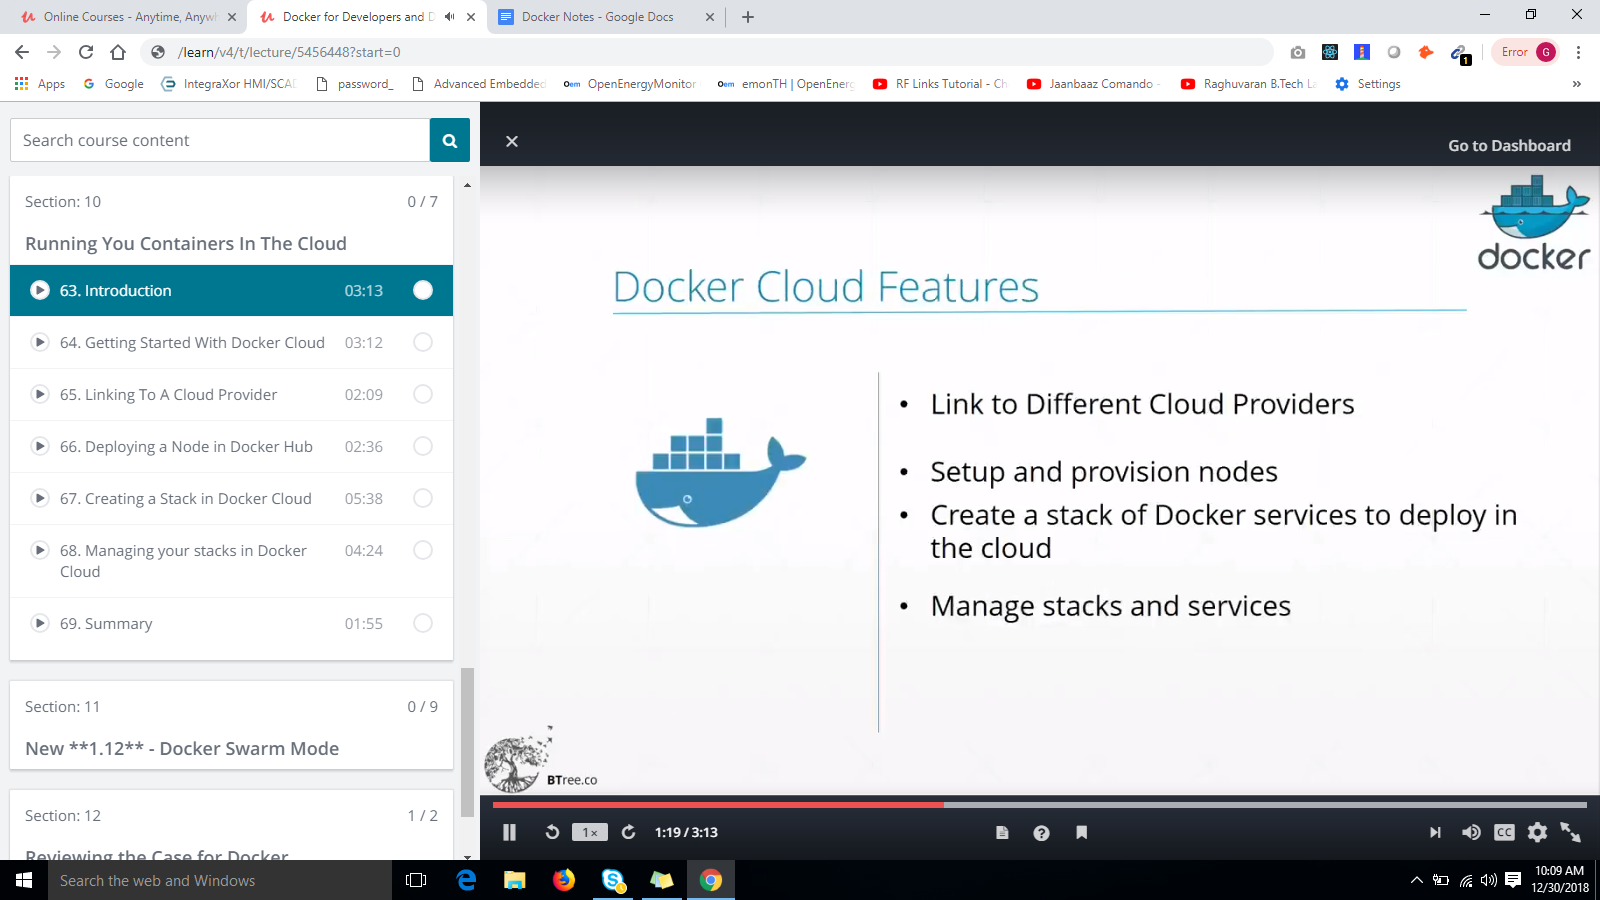 Online Courses - Anytime, Anywh
Docker for Developers and D
Docker Notes - Google Docs
/learn/v4/t/lecture/5456448?start=0
1
Error G
Apps
Google
IntegraXor HMI/SCAD
password_
Advanced Embedded
OpenEnergyMonitor
emonTH | OpenEnerg
RF Links Tutorial - Ch
Jaanbaaz Comando -
Raghuvaran B.Tech La
Settings
»
Search course content
Go to Dashboard
Section: 10 0 / 7
Running You Containers In The Cloud
63. Introduction 03:13
64. Getting Started With Docker Cloud 03:12
65. Linking To A Cloud Provider 02:09
66. Deploying a Node in Docker Hub 02:36
67. Creating a Stack in Docker Cloud 05:38
68. Managing your stacks in Docker 04:24
Cloud
69. Summary 01:55
Section: 11 0 / 9
New **1.12** - Docker Swarm Mode
Section: 12 1 / 2
Reviewing the Case for Docker
docker
Docker Cloud Features
• Link to Different Cloud Providers
• Setup and provision nodes
• Create a stack of Docker services to deploy in
the cloud
• Manage stacks and services
BTree.co
1x
1:19 / 3:13
CC
Search the web and Windows
10:09 AM
12/30/2018